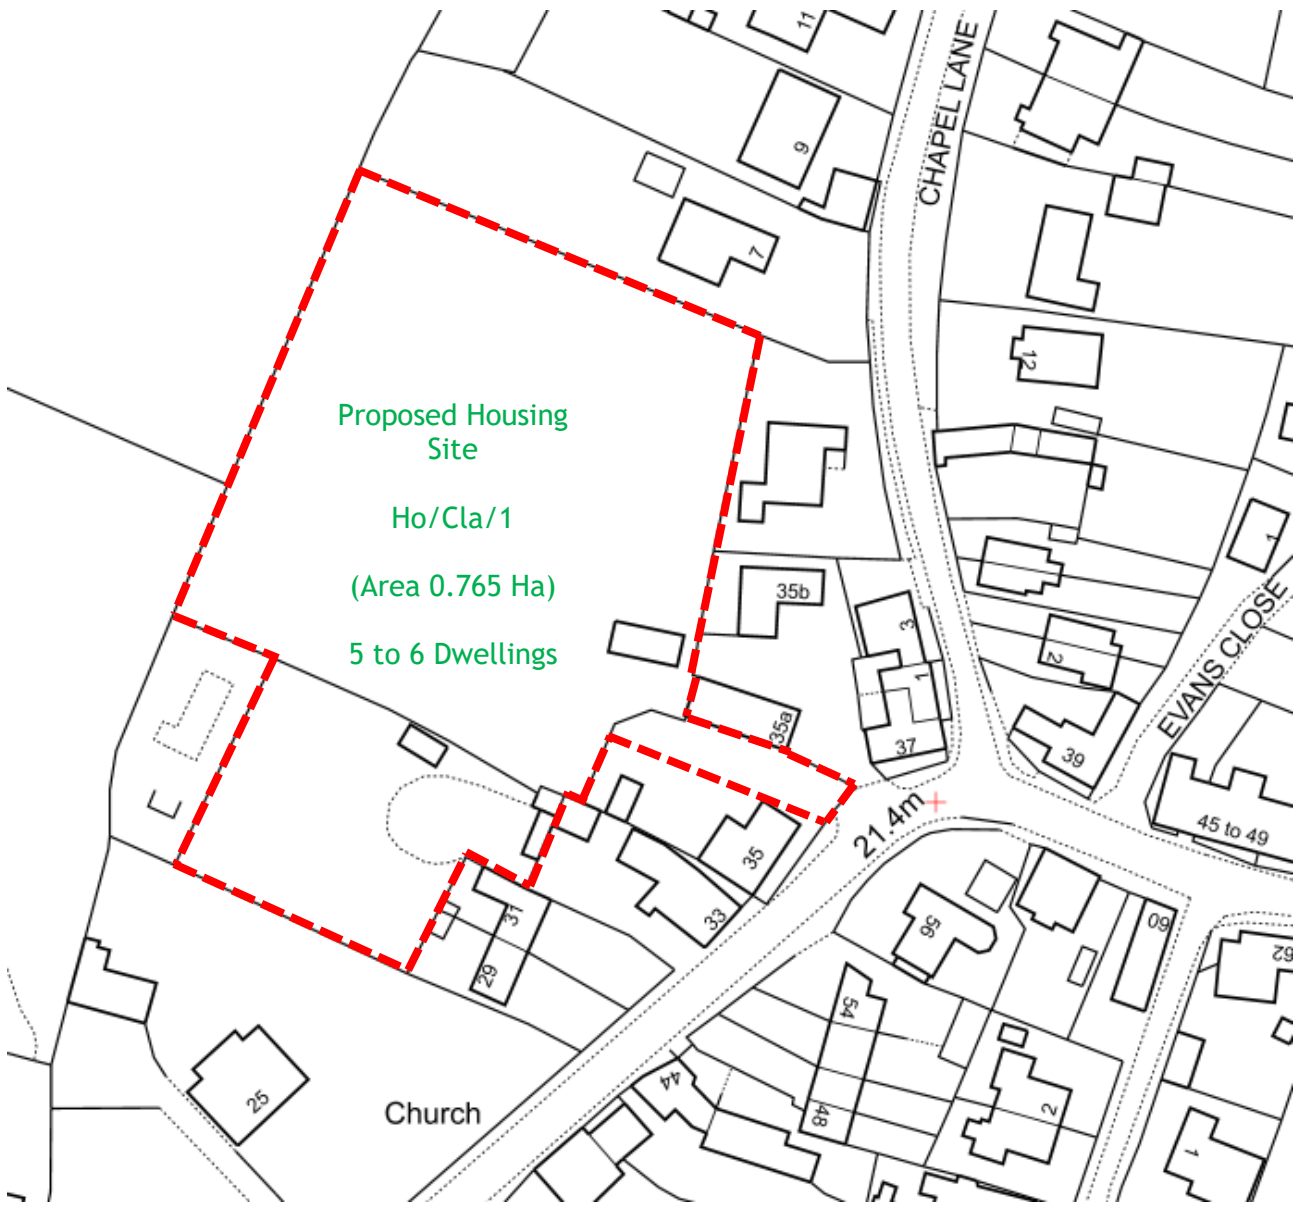 11
CHAPEL LANE
9
7
12
Proposed Housing
Site
Ho/Cla/1
(Area 0.765 Ha)
5 to 6 Dwellings
1
35b
3
EVANS CLOSE
2
1
35a
37
39
21.4m
45 to 49
35
31
33
56
60
62
29
54
25
44
Church
48
2
1